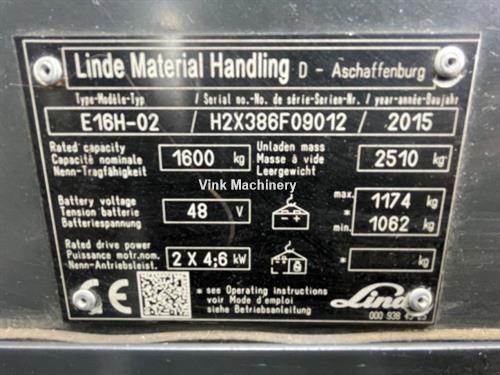 Linde Material Handling D - Aschaffenburg
Type-Modèle-Typ / Serial no.-No. de série-Serien-Nr. / year-année-Baujahr
E16H-02 / H2X386F09012 / 2015
Rated capacity
Capacité nominale
Nenn-Tragfähigkeit
1600 kg
Unladen mass
Masse à vide
Leergewicht
2510 kg
Vink Machinery
Battery voltage
Tension batterie
Batteriespannung
48 V
max. 1174 kg
*
min. 1062 kg
Rated drive power
Puissance motr.nom.
Nenn-Antriebsleist.
2 X 4,6 kW
* kg
CE
* see Operating instructions
voir Mode d'emploi
siehe Betriebsanleitung
Linde
000 938